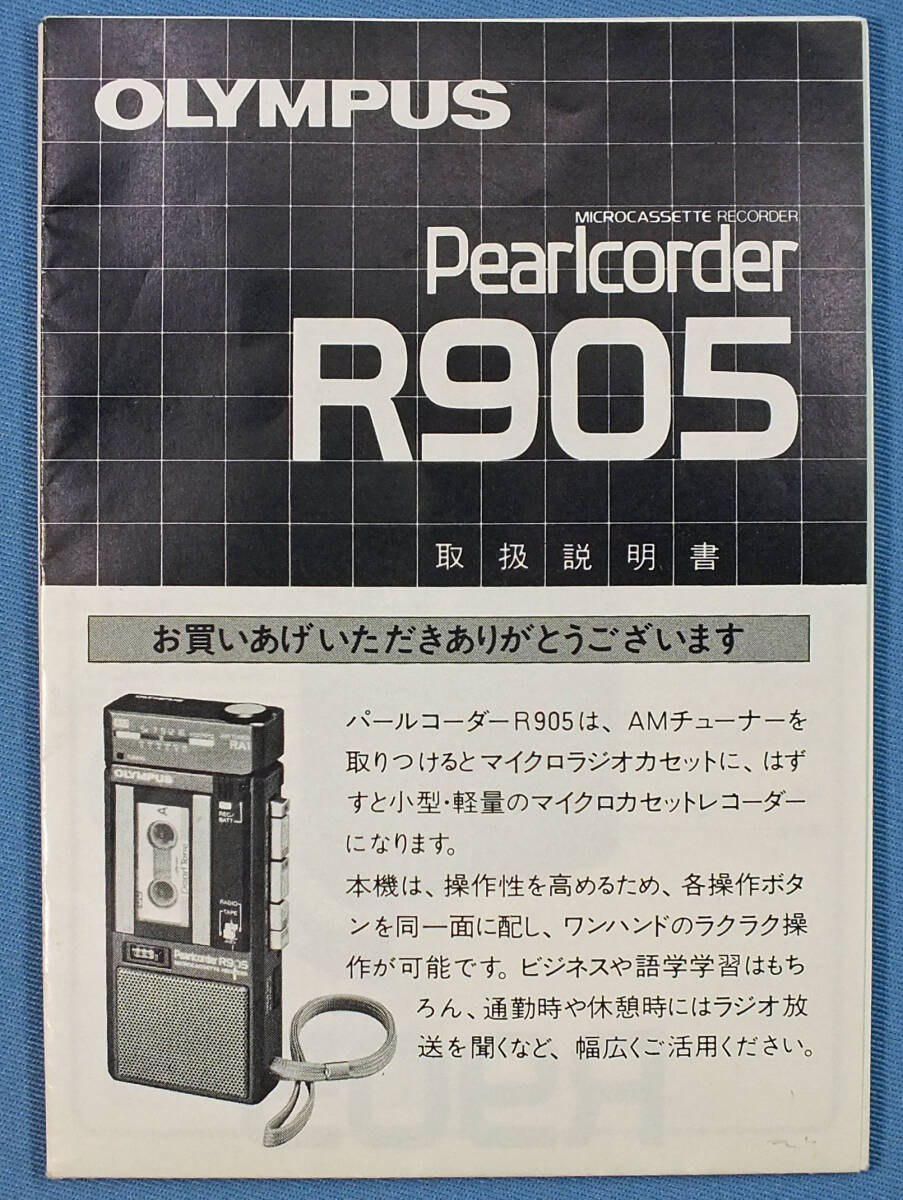 OLYMPUS
MICROCASSETTE RECORDER
Pearlcorder
R905
取扱説明書
お買いあげいただきありがとうございます
パールコーダーR905は、AMチューナーを
取りつけるとマイクロラジオカセットに、はず
すと小型・軽量のマイクロカセットレコーダー
になります。
本機は、操作性を高めるため、各操作ボタ
ンを同一面に配し、ワンハンドのラクラク操
作が可能です。ビジネスや語学学習はもち
ろん、通勤時や休憩時にはラジオ放
送を聞くなど、幅広くご活用ください。
OLYMPUS
RA1
OLYMPUS
REC/
BATT
A
Pearl Tone
RADIO
TAPE
Pearlcorder R905